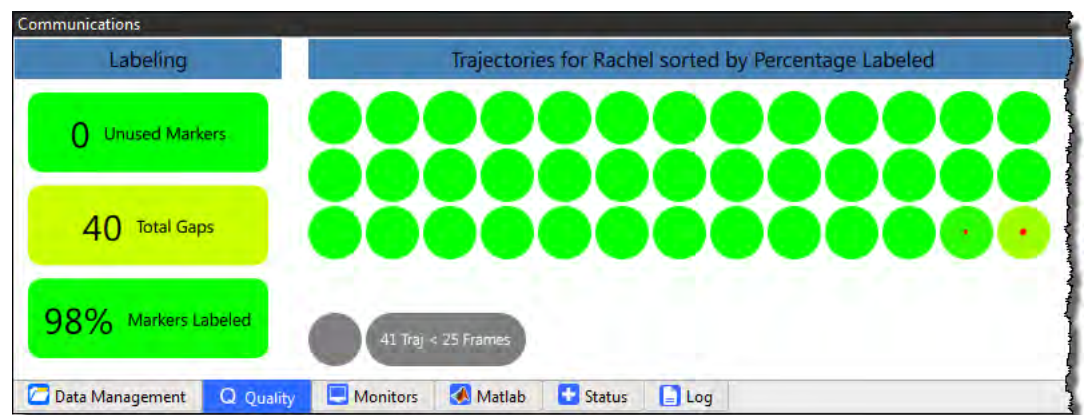 Communications
Labeling
Trajectories for Rachel sorted by Percentage Labeled
0 Unused Markers
40 Total Gaps
98% Markers Labeled
41 Traj < 25 Frames
Data Management
Q Quality
Monitors
Matlab
Status
Log